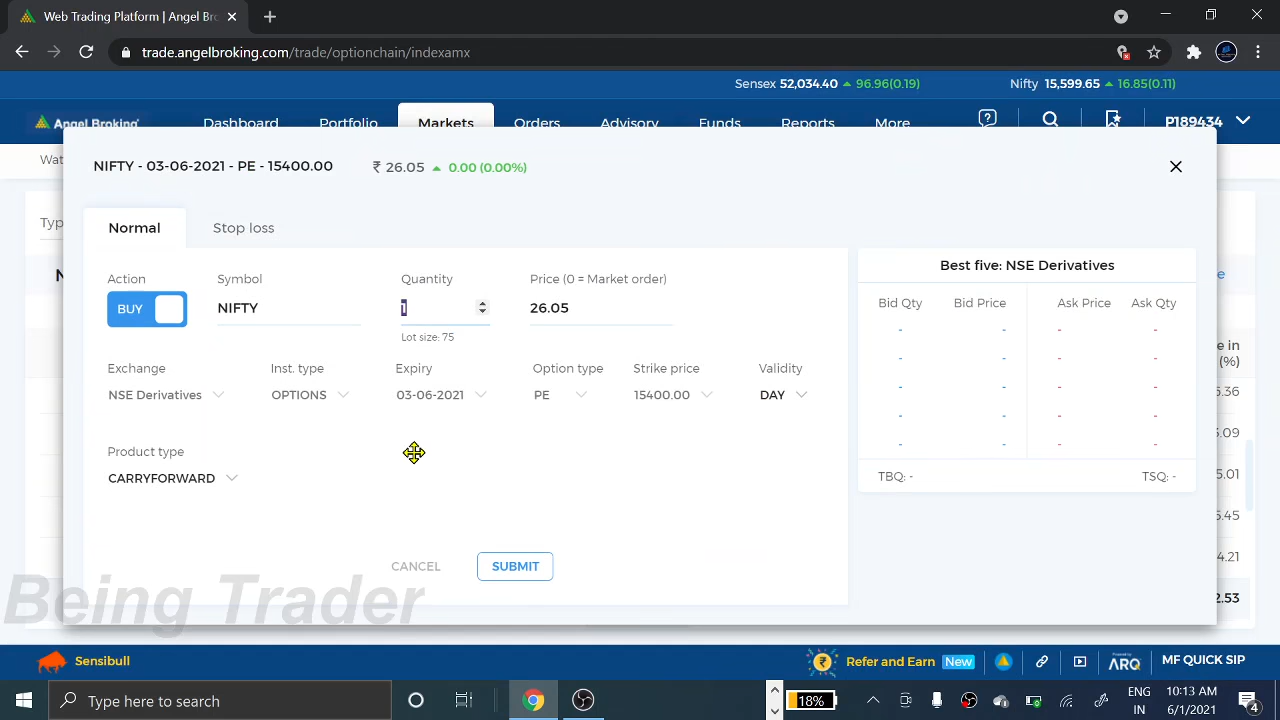 Web Trading Platform | Angel Bro
trade.angelbroking.com/trade/optionchain/indexamx
Sensex 52,034.40 96.96(0.19) Nifty 15,599.65 16.85(0.11)
Angel Broking Dashboard Portfolio Markets Orders Advisory Funds Reports More P189434
NIFTY - 03-06-2021 - PE - 15400.00 ₹ 26.05 0.00 (0.00%)
Normal Stop loss
Action Symbol Quantity Price (0 = Market order)
BUY NIFTY 1 26.05
Lot size: 75
Exchange Inst. type Expiry Option type Strike price Validity
NSE Derivatives OPTIONS 03-06-2021 PE 15400.00 DAY
Product type
CARRYFORWARD
CANCEL SUBMIT
Best five: NSE Derivatives
Bid Qty Bid Price Ask Price Ask Qty
- - - -
- - - -
- - - -
- - - -
- - - -
TBQ: - TSQ: -
Being Trader
Sensibull Refer and Earn New ARQ MF QUICK SIP
Type here to search 18% ENG 10:13 AM
IN 6/1/2021 4